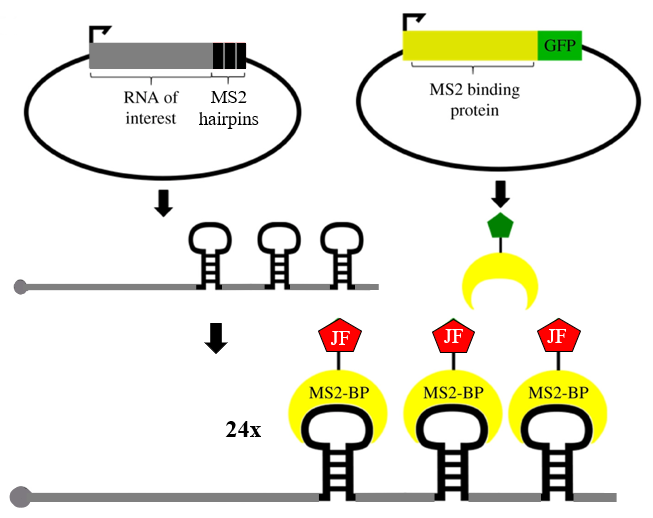 GFP
RNA of
interest
MS2
hairpins
MS2 binding
protein
JF
JF
JF
MS2-BP
MS2-BP
MS2-BP
24x